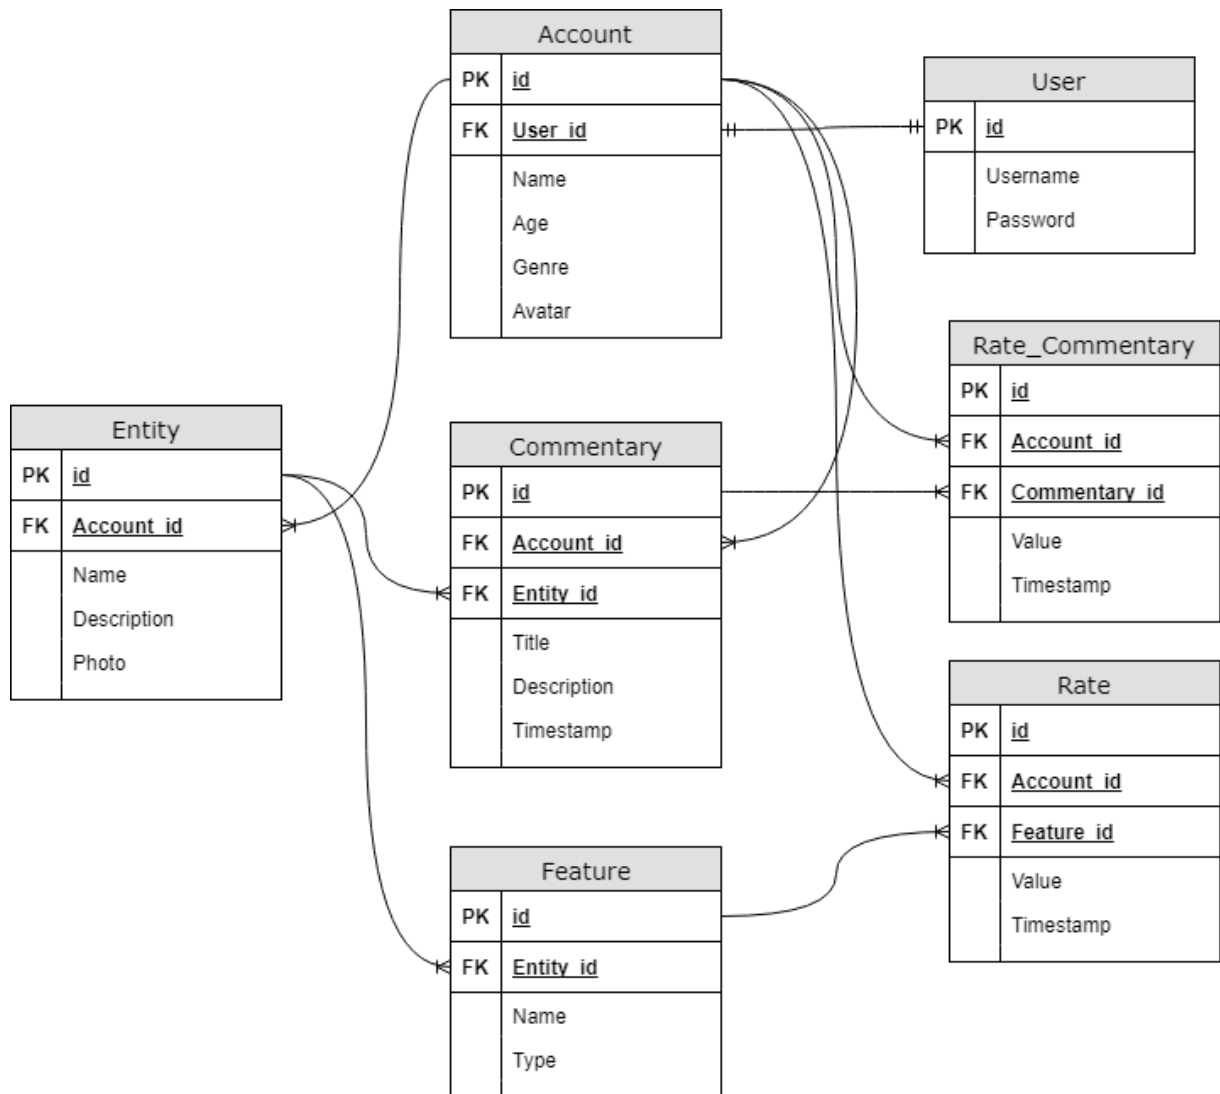 Account
PK id
FK User_id
Name
Age
Genre
Avatar
User
PK id
Username
Password
Rate_Commentary
PK id
FK Account_id
FK Commentary_id
Value
Timestamp
Entity
PK id
FK Account_id
Name
Description
Photo
Commentary
PK id
FK Account_id
FK Entity_id
Title
Description
Timestamp
Rate
PK id
FK Account_id
FK Feature_id
Value
Timestamp
Feature
PK id
FK Entity_id
Name
Type